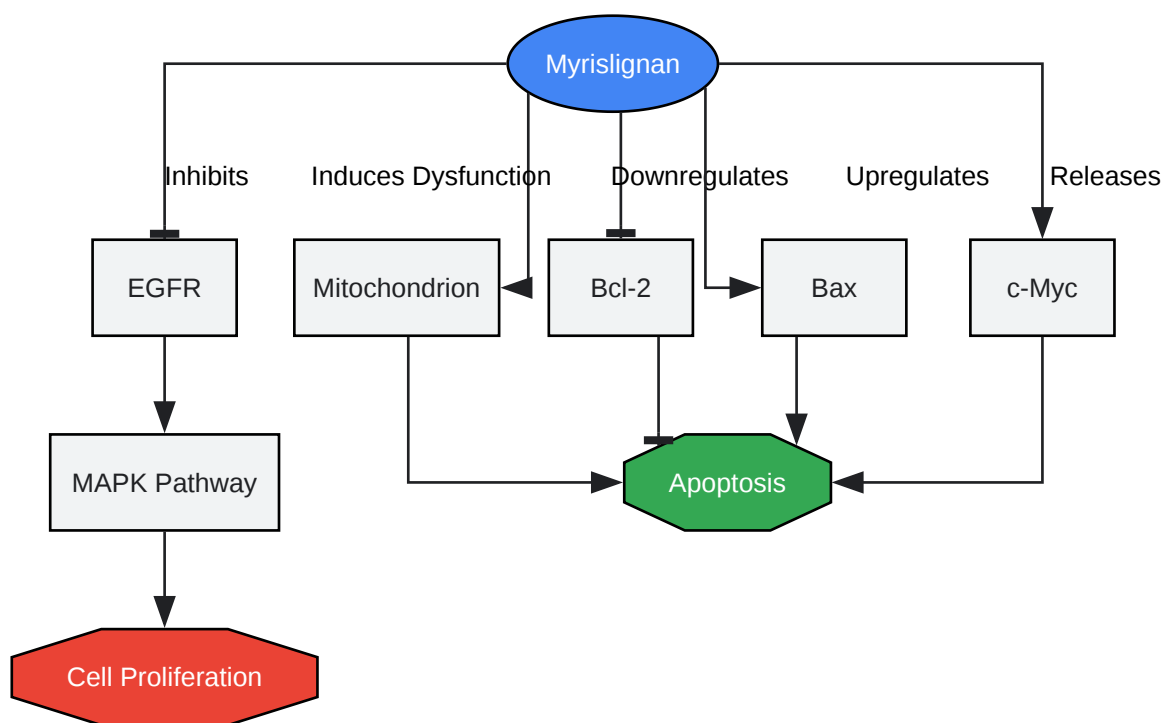 Myrislignan
Inhibits
Induces Dysfunction
Downregulates
Upregulates
Releases
EGFR
Mitochondrion
Bcl-2
Bax
c-Myc
MAPK Pathway
Apoptosis
Cell Proliferation